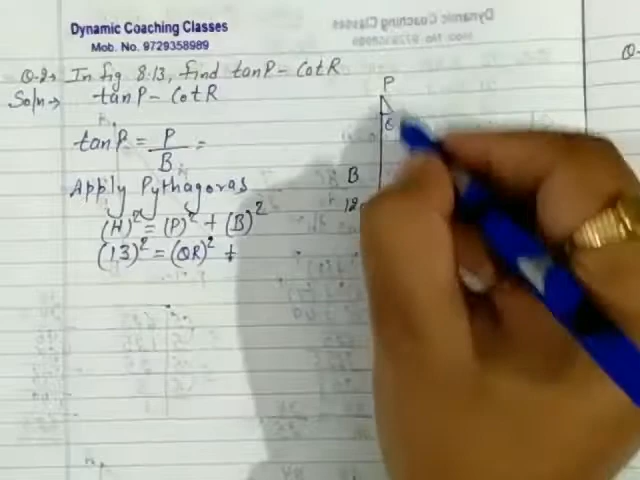 Dynamic Coaching Classes
Mob. No. 9729358989
Q-2→ In fig 8.13, find tanP - CotR
Soln→ tanP - CotR
tanP = P/B =
Apply Pythagoras
(H)² = (P)² + (B)²
(13)² = (QR)² +
P
B
12